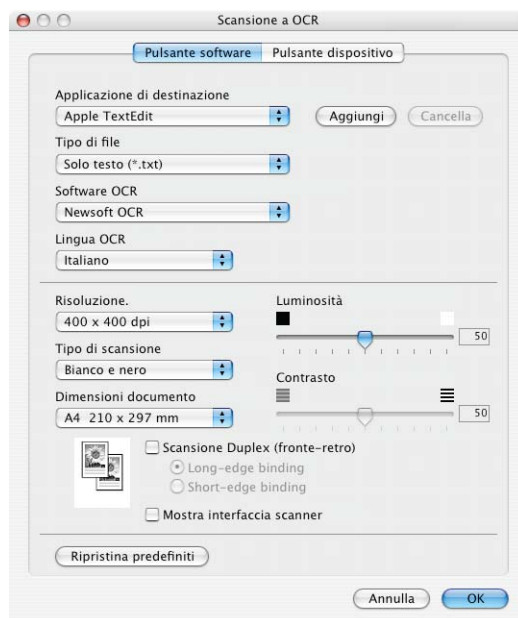 Scansione a OCR
Pulsante software Pulsante dispositivo
Applicazione di destinazione
Apple TextEdit Aggiungi Cancella
Tipo di file
Solo testo (*.txt)
Software OCR
Newsoft OCR
Lingua OCR
Italiano
Risoluzione. Luminosità
400 x 400 dpi
50
Tipo di scansione
Bianco e nero
Contrasto
Dimensioni documento
A4 210 x 297 mm 50
Scansione Duplex (fronte-retro)
Long-edge binding
Short-edge binding
Mostra interfaccia scanner
Ripristina predefiniti
Annulla OK